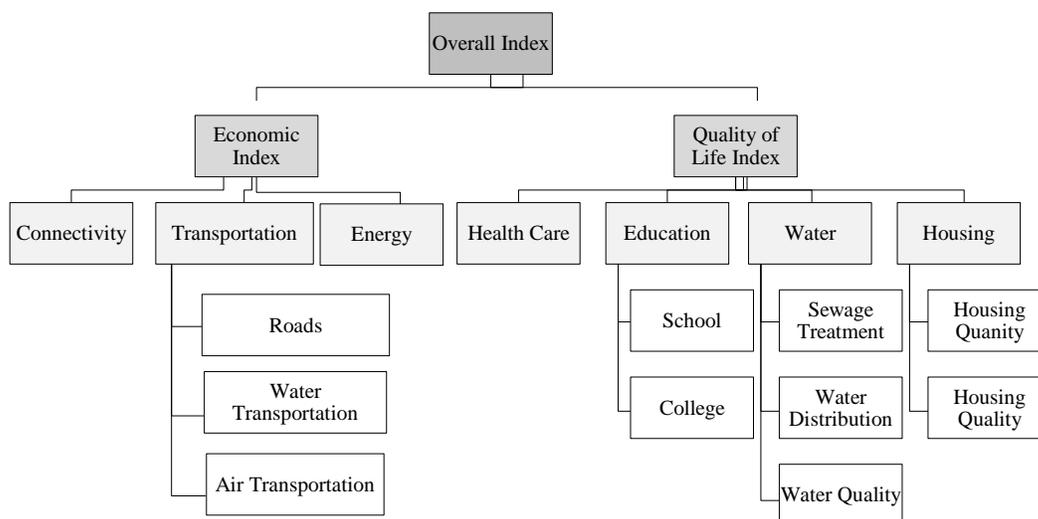 Overall Index
Economic
Index
Quality of
Life Index
Connectivity
Transportation
Energy
Health Care
Education
Water
Housing
Roads
Water
Transportation
Air Transportation
School
College
Sewage
Treatment
Water
Distribution
Water Quality
Housing
Quanity
Housing
Quality